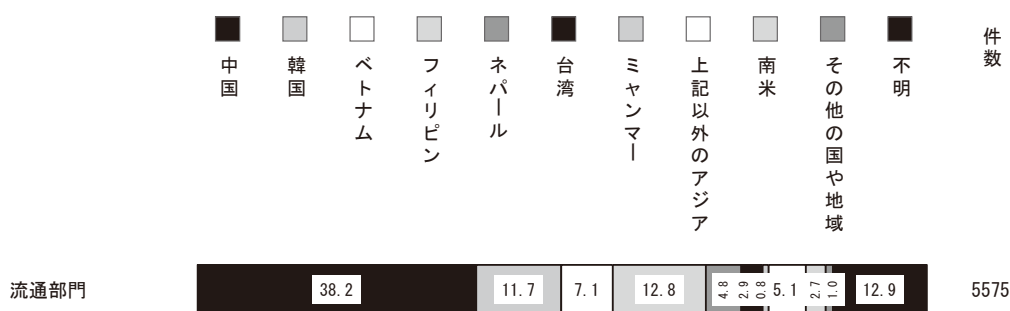 中国
韓国
ベトナム
フィリピン
ネパール
台湾
ミャンマー
上記以外のアジア
南米
その他の国や地域
不明
件数
流通部門
38.2
11.7
7.1
12.8
4.8
2.9
0.8
5.1
2.7
1.0
12.9
5575